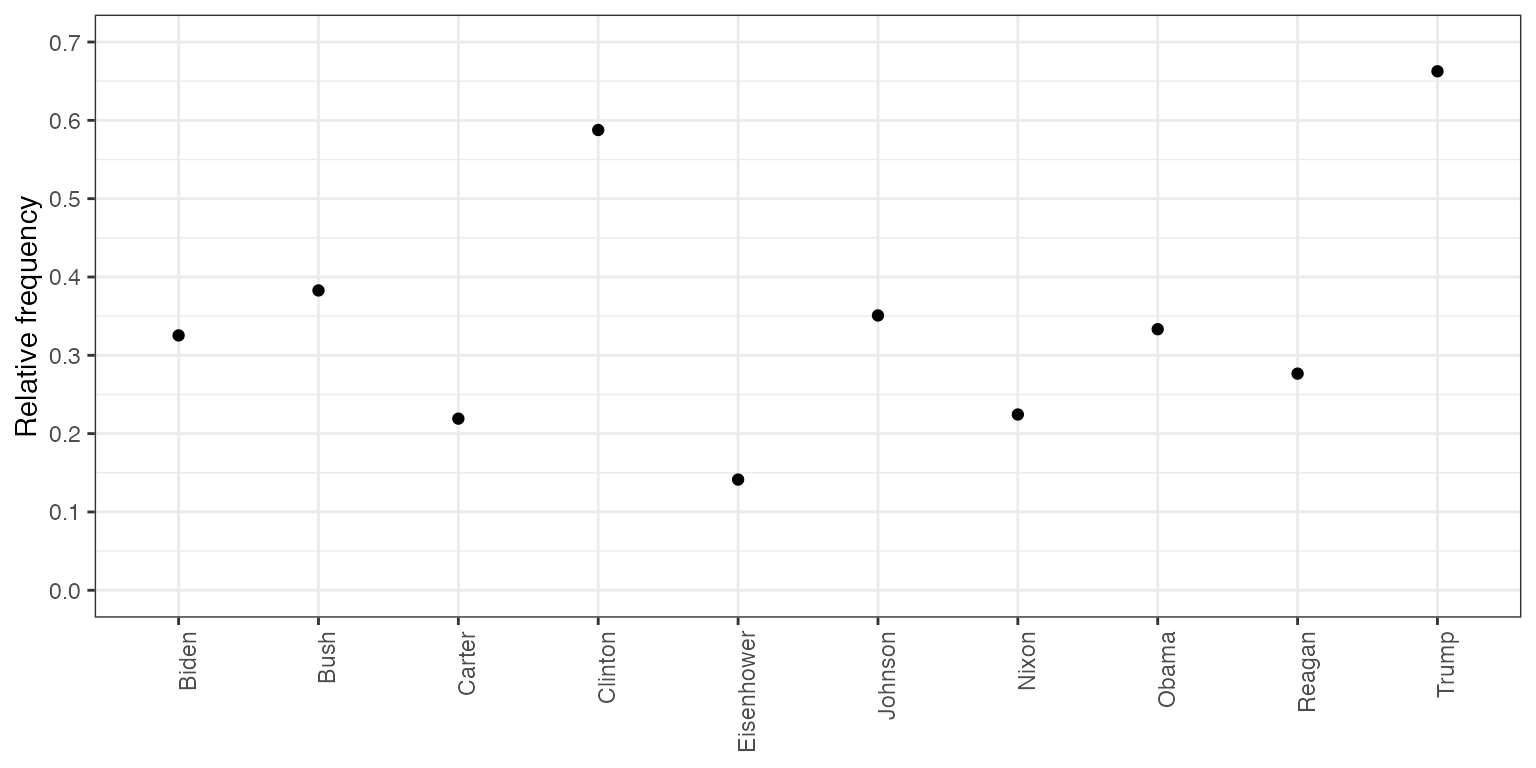 Relative frequency
0.7
0.6
0.5
0.4
0.3
0.2
0.1
0.0
Biden
Bush
Carter
Clinton
Eisenhower
Johnson
Nixon
Obama
Reagan
Trump